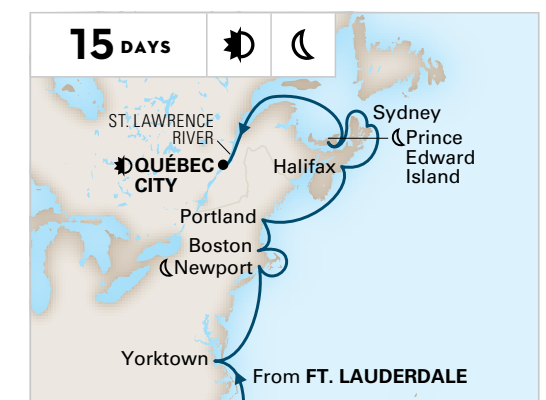 15 DAYS
Sydney
ST. LAWRENCE
RIVER
Prince
Edward
Island
QUÉBEC
CITY
Halifax
Portland
Boston
Newport
Yorktown
From FT. LAUDERDALE